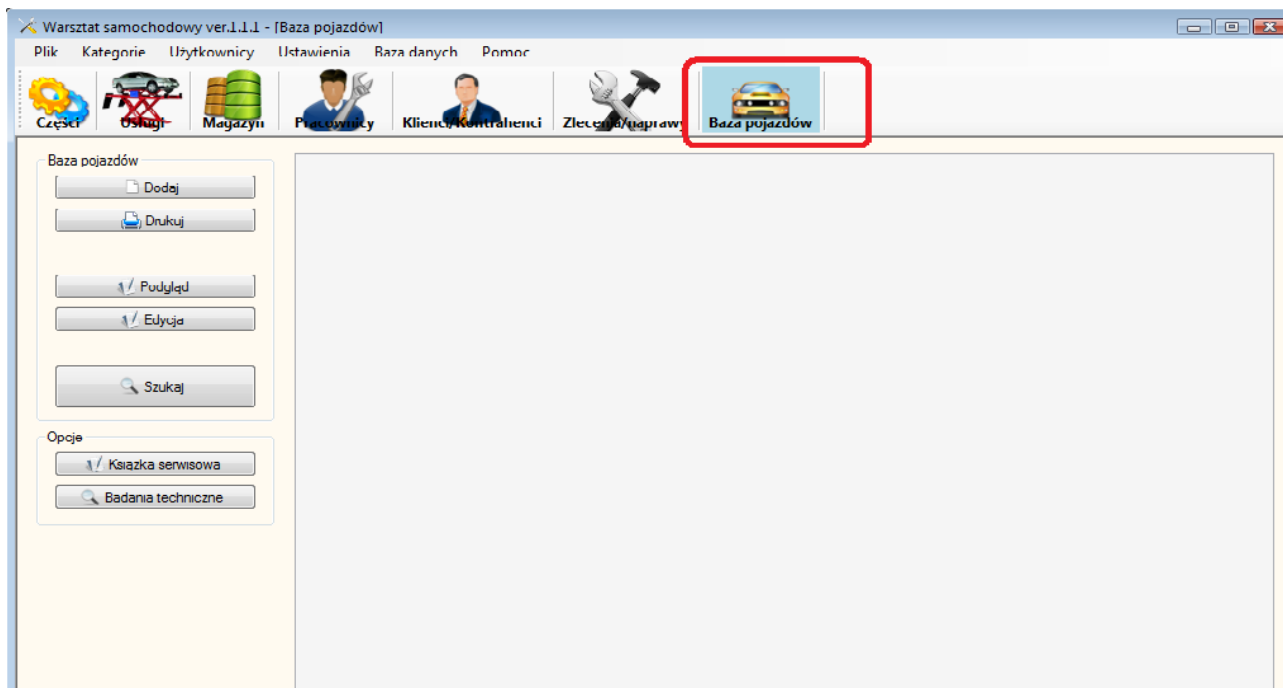 Warsztat samochodowy ver.1.1.1 - [Baza pojazdów]
Plik Kategorie Użytkownicy Ustawienia Baza danych Pomoc
Części Usługi Magazyn Pracownicy Klienci/Kontrahenci Zlecenia/naprawy Baza pojazdów
Baza pojazdów
Dodaj
Drukuj
Podgląd
Edycja
Szukaj
Opcje
Książka serwisowa
Badania techniczne